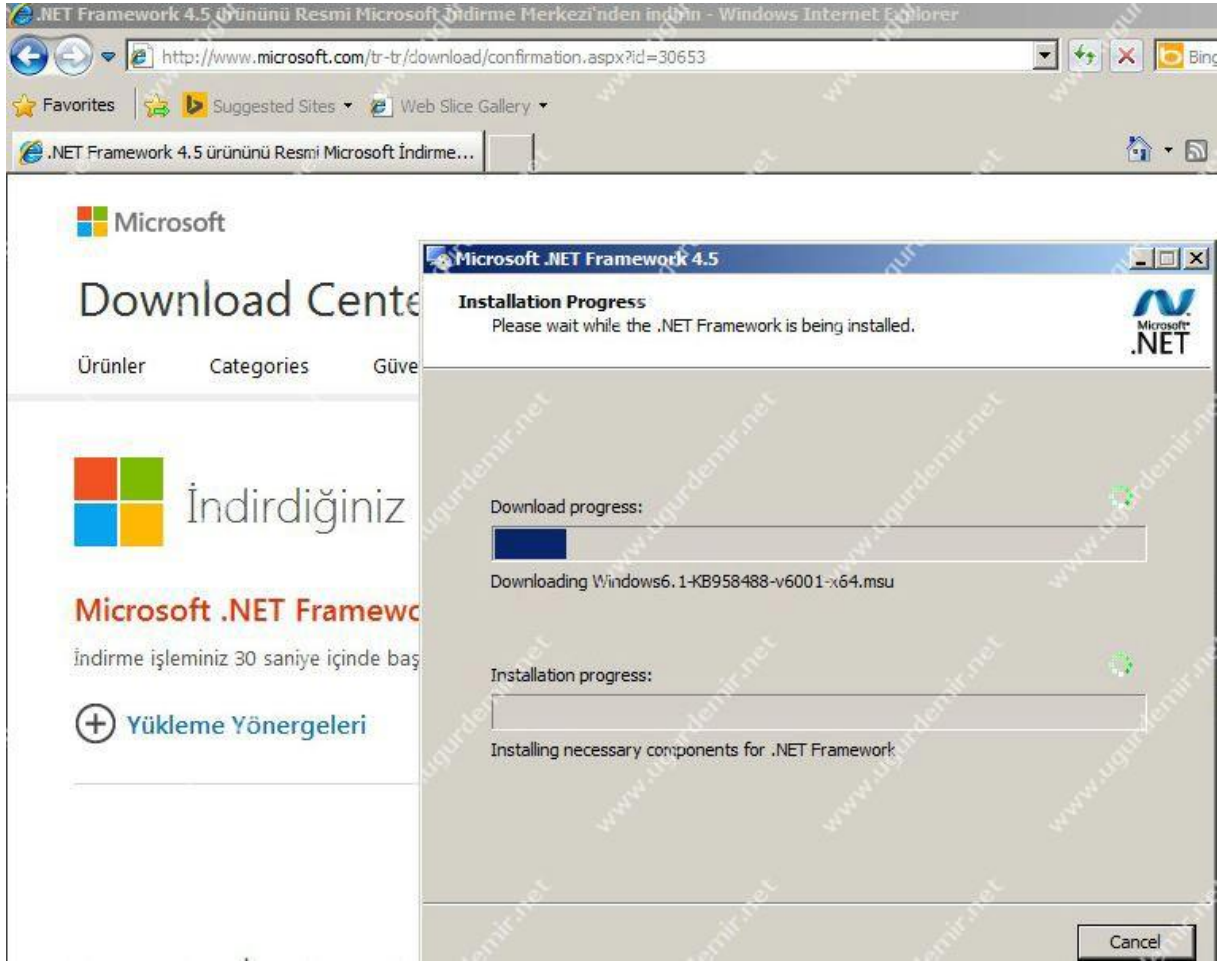 .NET Framework 4.5 ürününü Resmi Microsoft İndirme Merkezi'nden indirin - Windows Internet Explorer
http://www.microsoft.com/tr-tr/download/confirmation.aspx?id=30653
Bing
Favorites Suggested Sites Web Slice Gallery
.NET Framework 4.5 ürününü Resmi Microsoft İndirme...
Microsoft
Download Cente
Ürünler Categories Güve
İndirdiğiniz
Microsoft .NET Framewo
İndirme işleminiz 30 saniye içinde baş
Yükleme Yönergeleri
Microsoft .NET Framework 4.5
Installation Progress
Please wait while the .NET Framework is being installed.
Microsoft
.NET
Download progress:
Downloading Windows6.1-KB958488-v6001-x64.msu
Installation progress:
Installing necessary components for .NET Framework
Cancel
www.ugurdemir.net